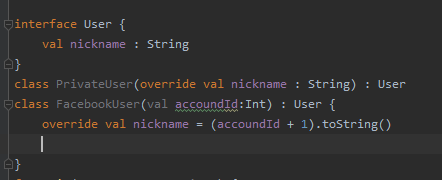 interface User {
val nickname : String
}
class PrivateUser(override val nickname : String) : User
class FacebookUser(val accoundId:Int) : User {
override val nickname = (accoundId + 1).toString()
}